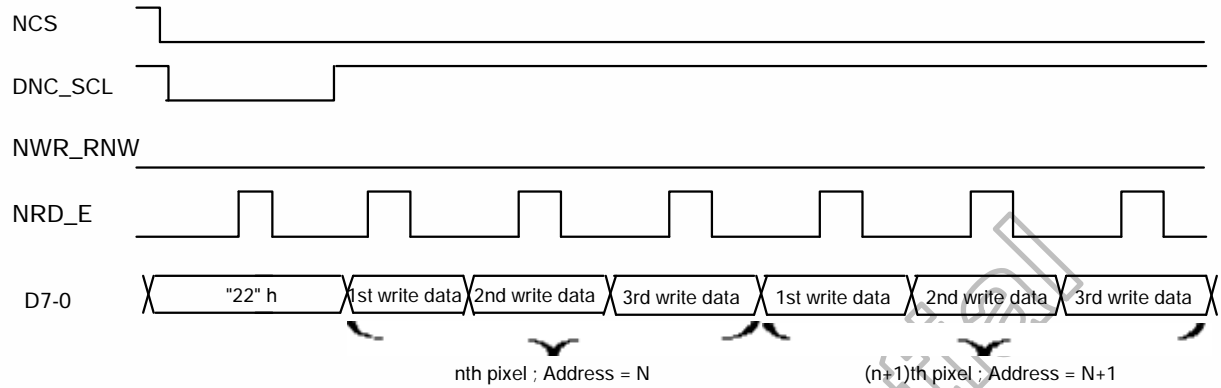 NCS
DNC_SCL
NWR_RNW
NRD_E
D7-0 "22" h 1st write data 2nd write data 3rd write data 1st write data 2nd write data 3rd write data
nth pixel ; Address = N (n+1)th pixel ; Address = N+1